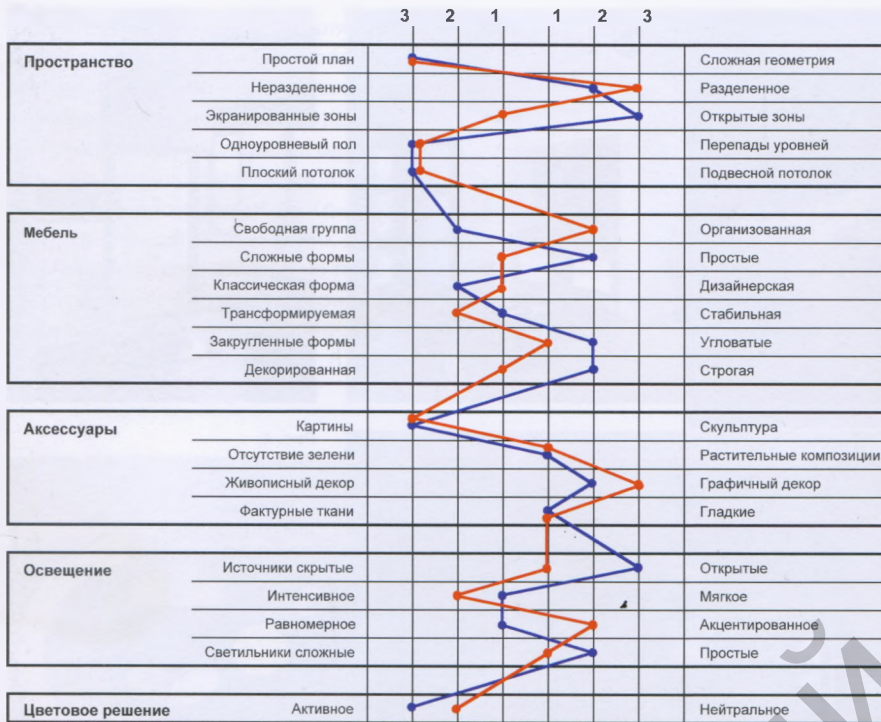 3 2 1 1 2 3
Пространство Простой план Сложная геометрия
Неразделенное Разделенное
Экранированные зоны Открытые зоны
Одноуровневый пол Перепады уровней
Плоский потолок Подвесной потолок
Мебель Свободная группа Организованная
Сложные формы Простые
Классическая форма Дизайнерская
Трансформируемая Стабильная
Закругленные формы Угловатые
Декорированная Строгая
Аксессуары Картины Скульптура
Отсутствие зелени Растительные композиции
Живописный декор Графичный декор
Фактурные ткани Гладкие
Освещение Источники скрытые Открытые
Интенсивное Мягкое
Равномерное Акцентированное
Светильники сложные Простые
Цветовое решение Активное Нейтральное